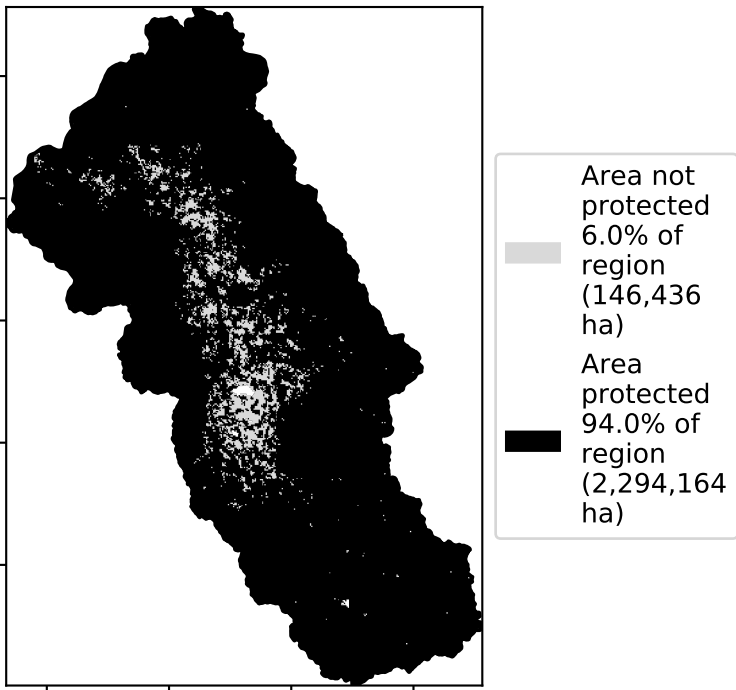 Area not
protected
6.0% of
region
(146,436
ha)
Area
protected
94.0% of
region
(2,294,164
ha)